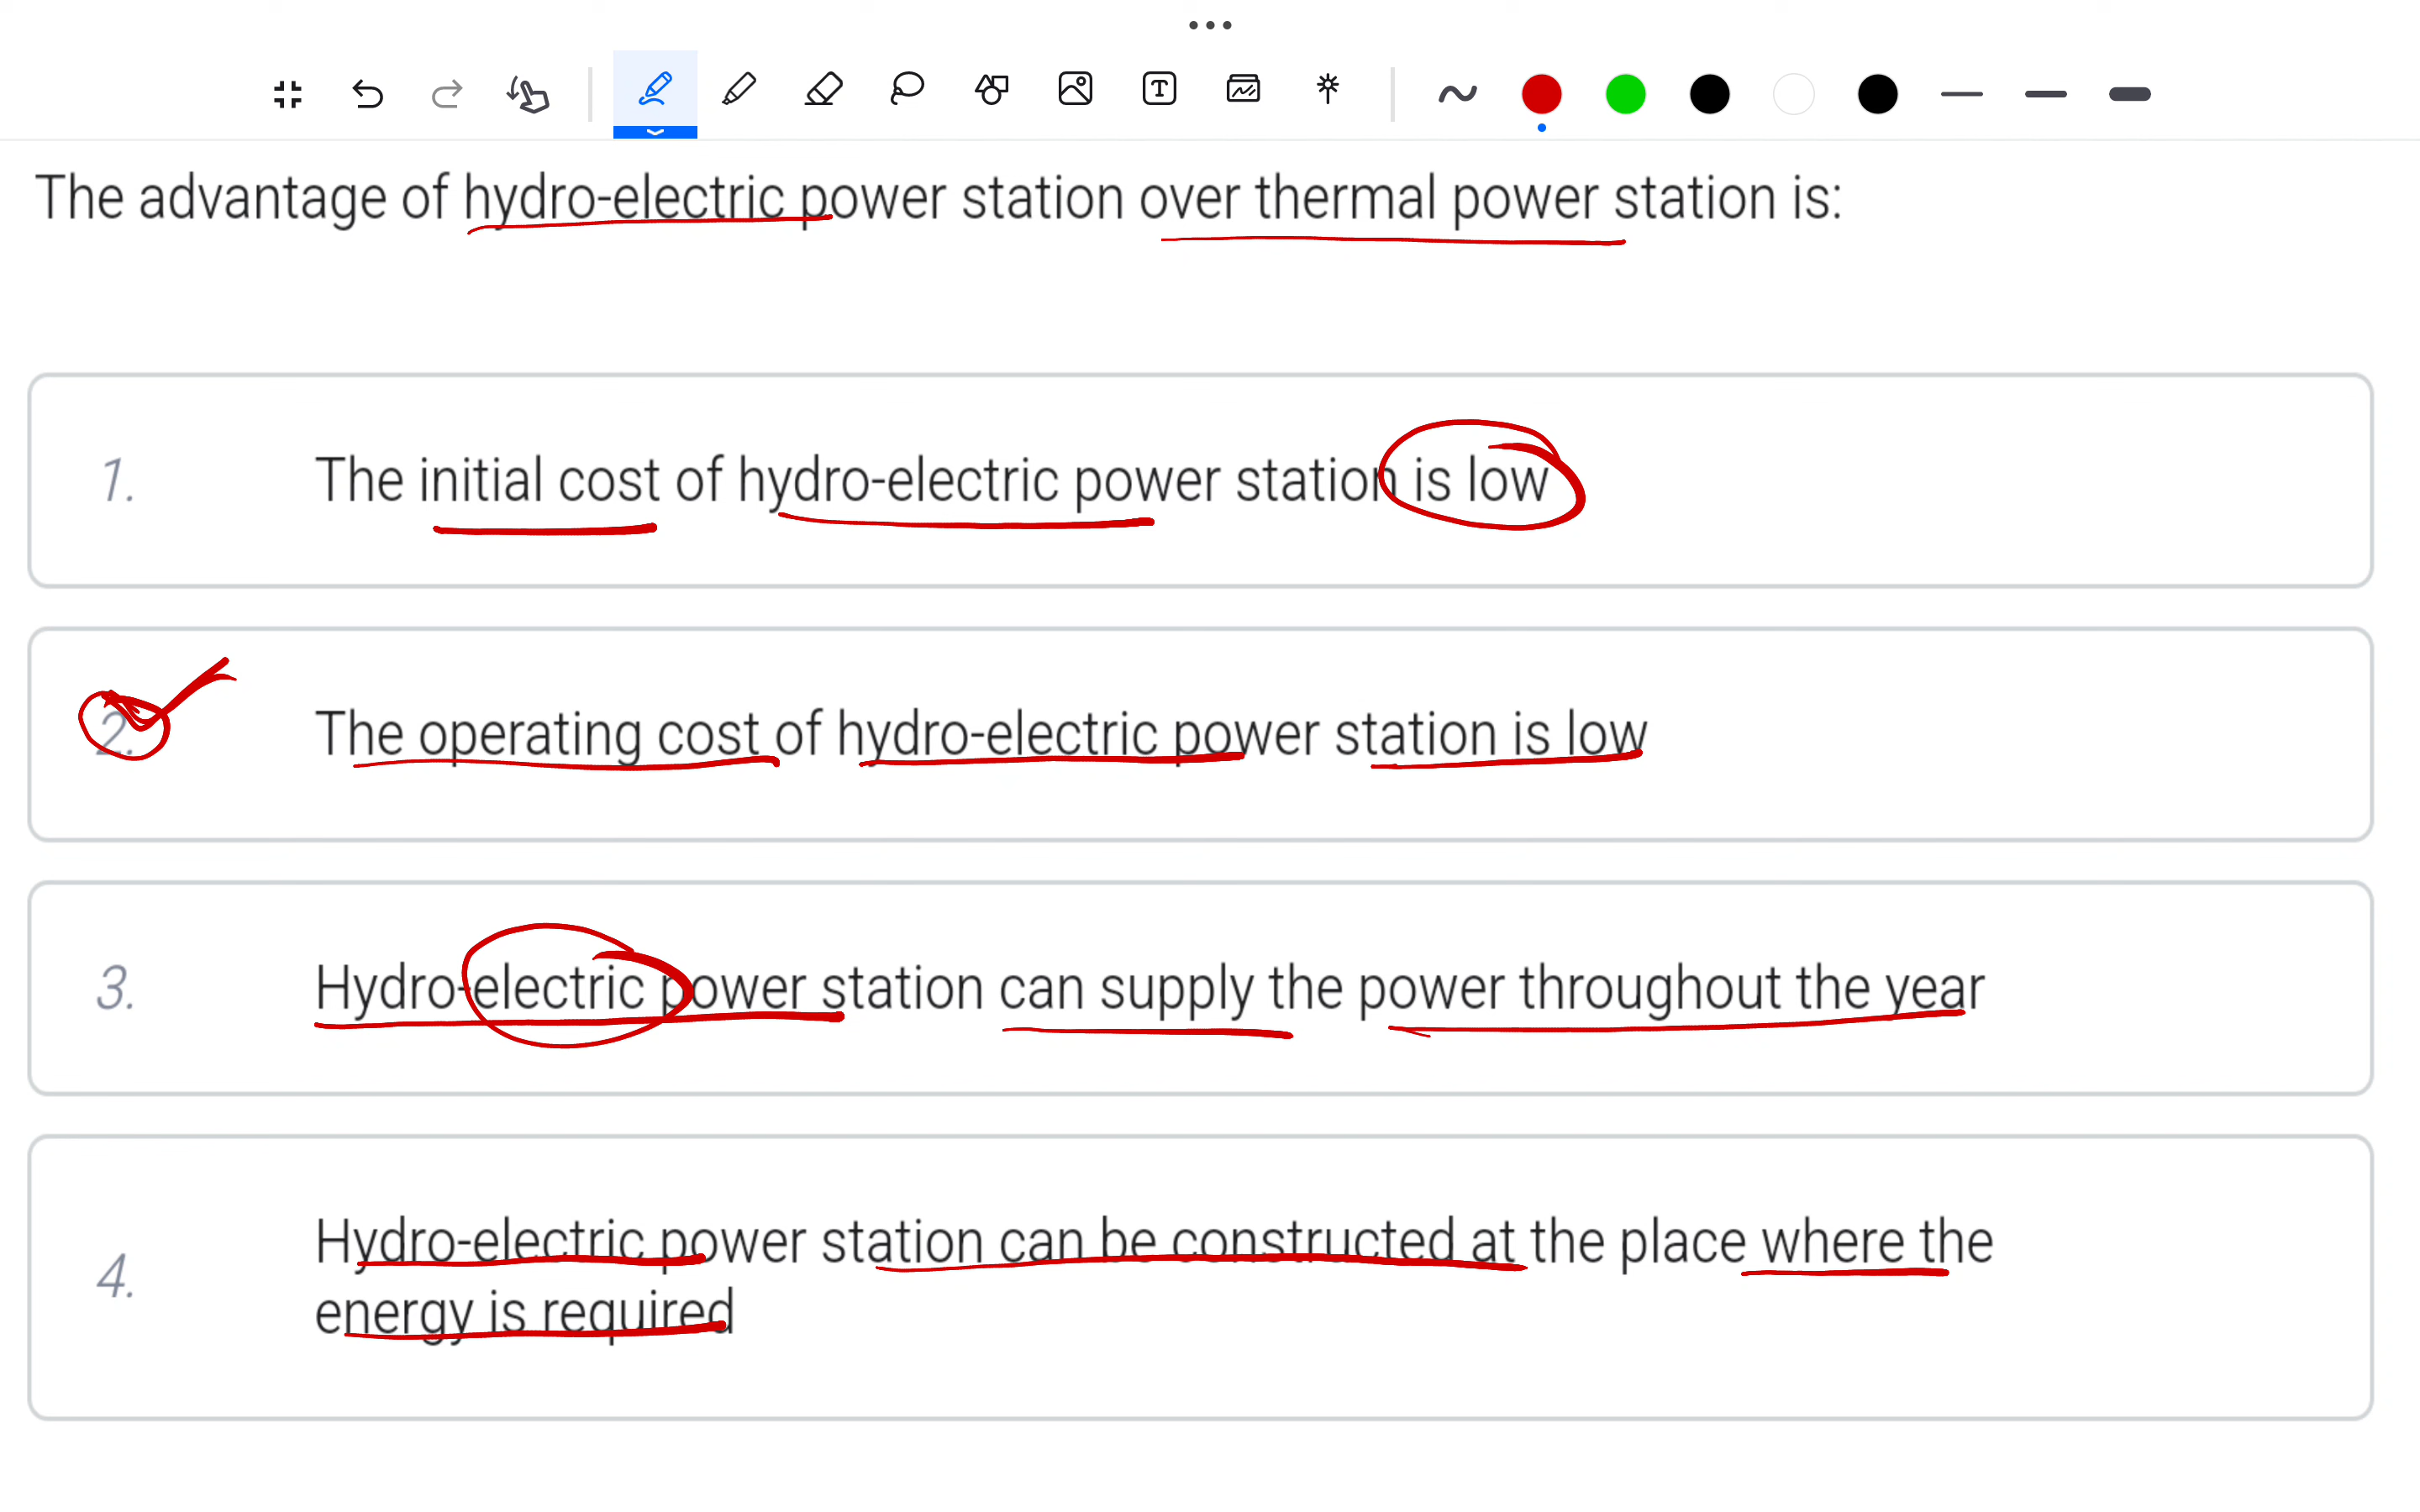 The advantage of hydro-electric power station over thermal power station is:
1. The initial cost of hydro-electric power station is low
2. The operating cost of hydro-electric power station is low
3. Hydro-electric power station can supply the power throughout the year
4. Hydro-electric power station can be constructed at the place where the
energy is required